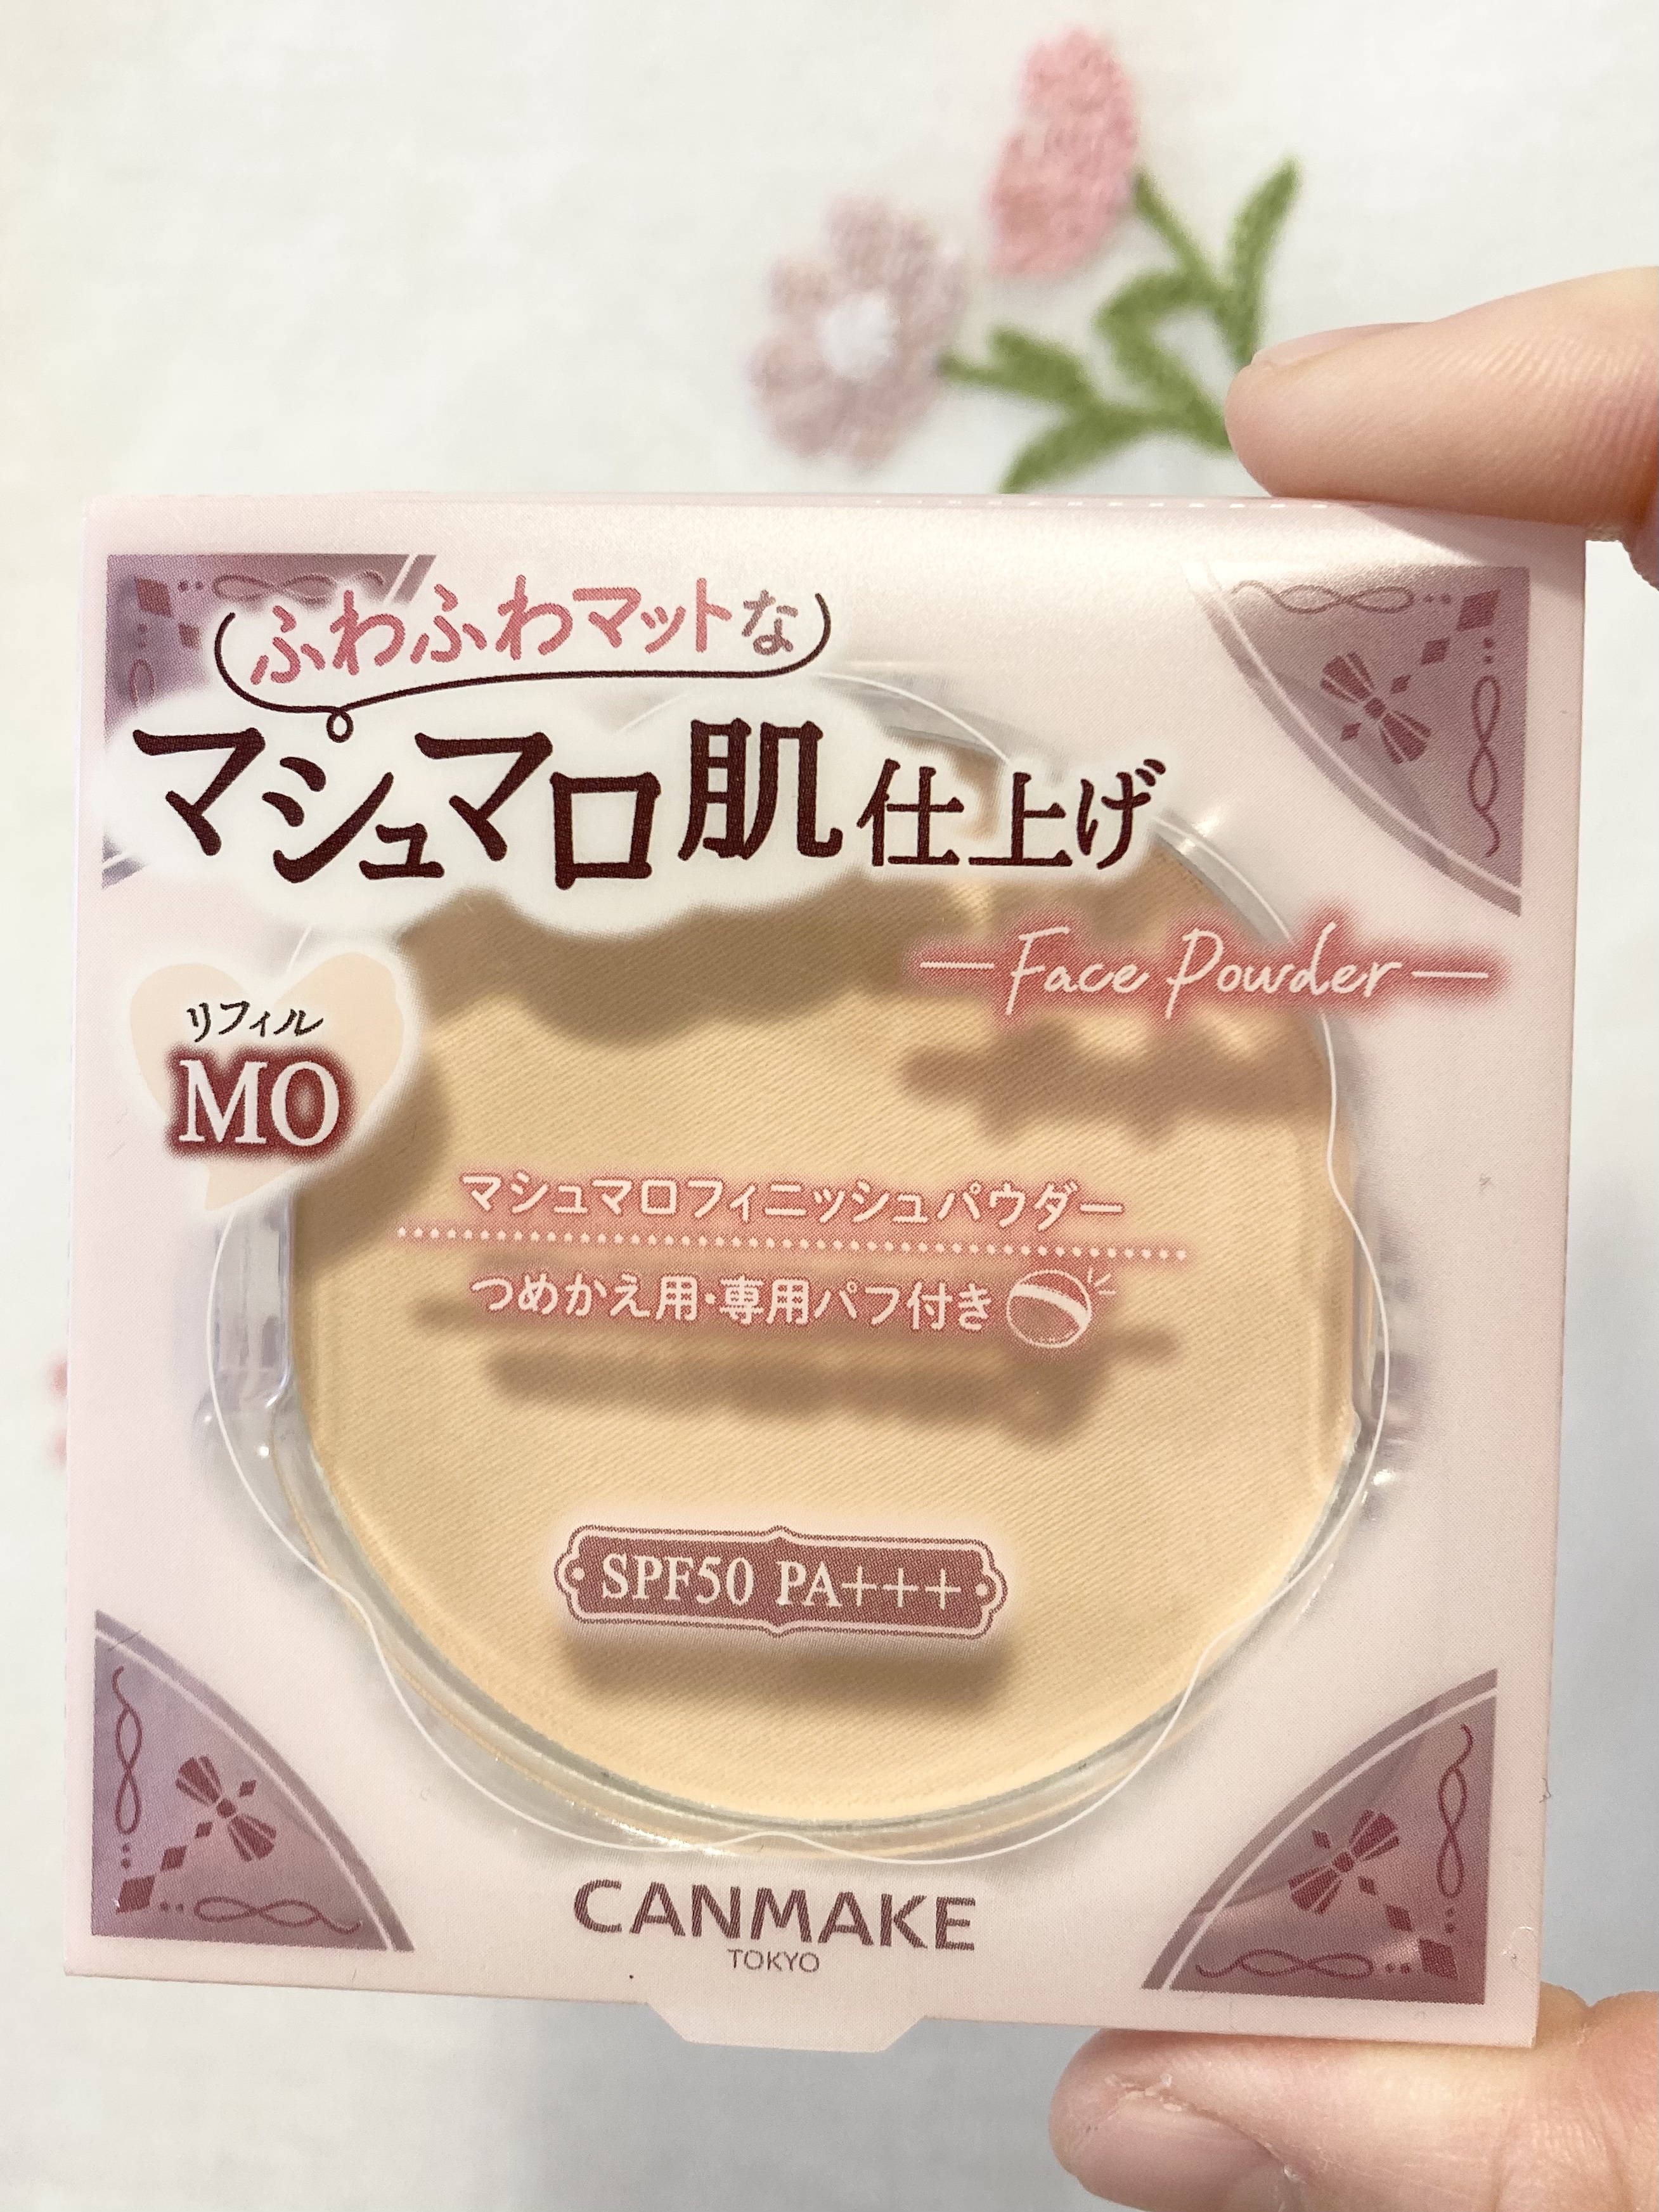 ふわふわマットな
マシュマロ肌仕上げ
Face Powder
リフィル
MO
マシュマロフィニッシュパウダー
つめかえ用・専用パフ付き
SPF50 PA+++
CANMAKE
TOKYO